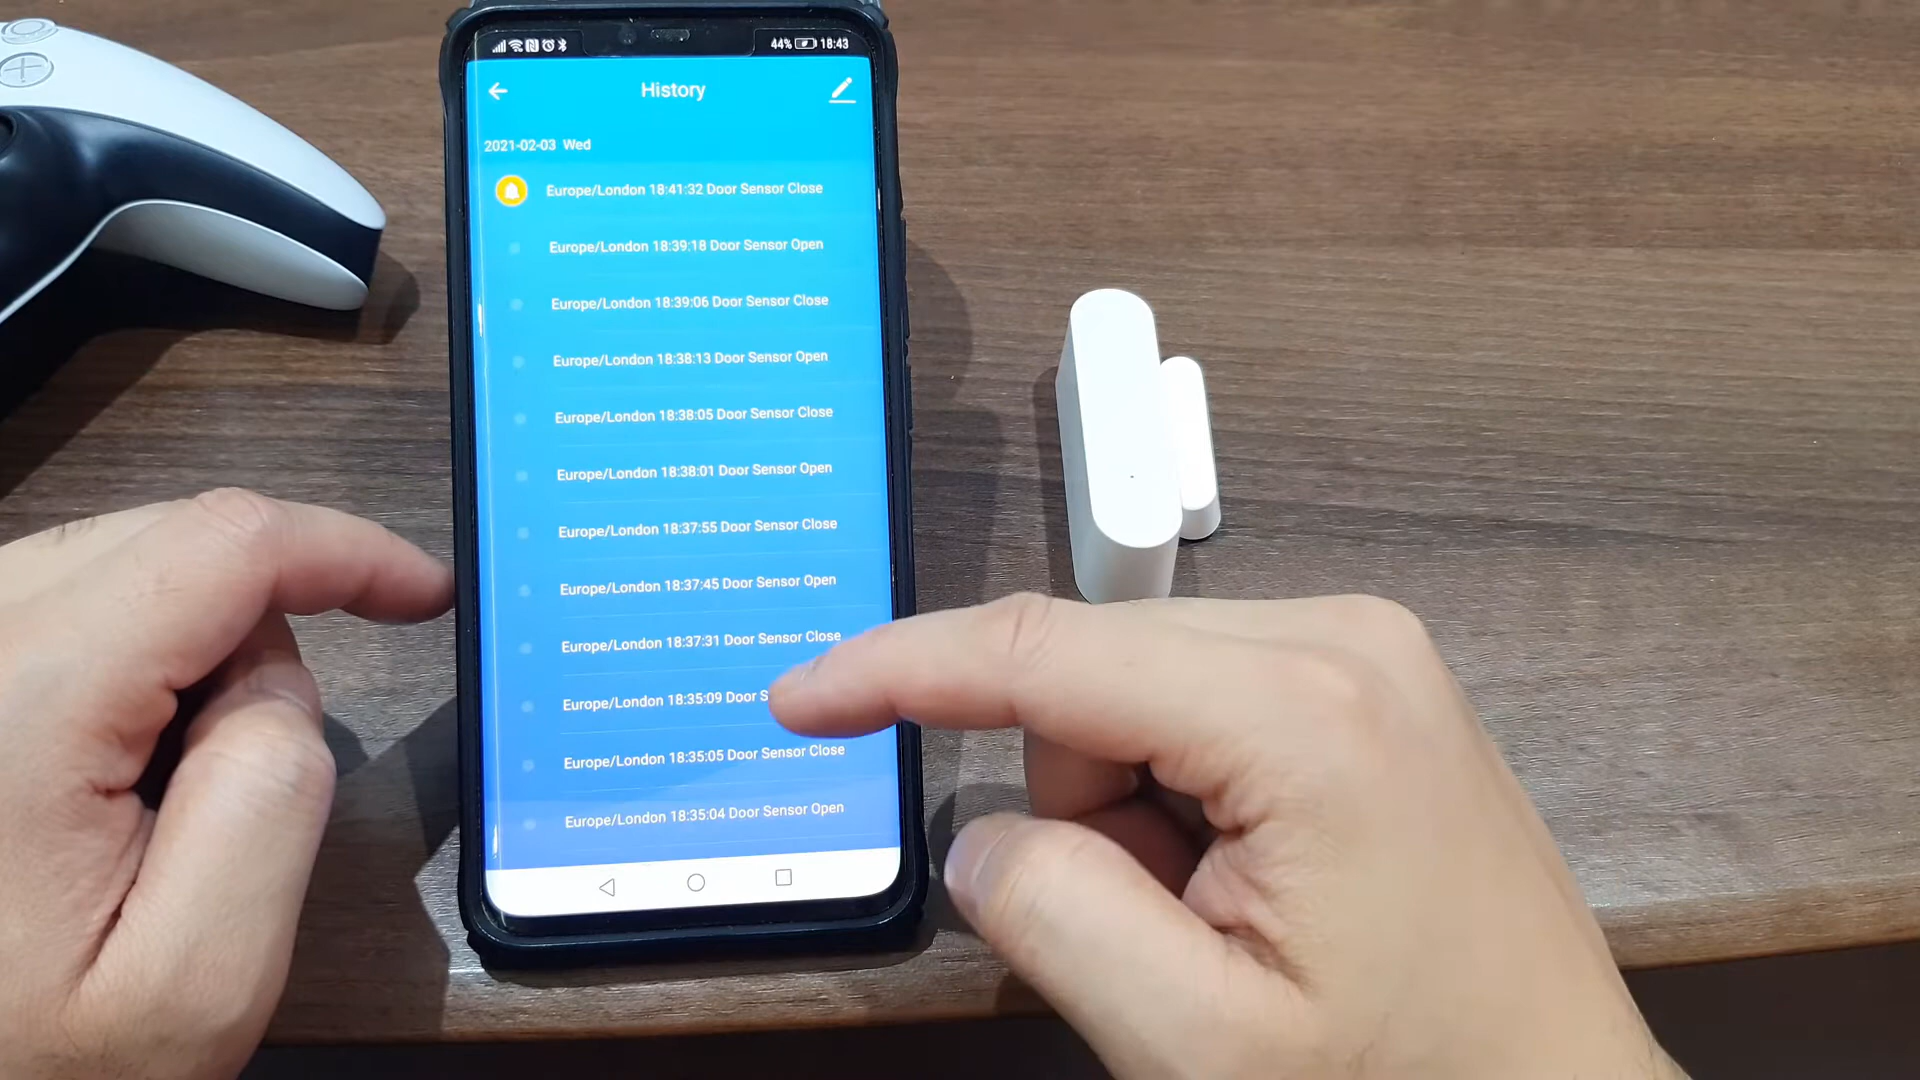 44% 18:43
History
2021-02-03 Wed
Europe/London 18:41:32 Door Sensor Close
Europe/London 18:39:18 Door Sensor Open
Europe/London 18:39:06 Door Sensor Close
Europe/London 18:38:13 Door Sensor Open
Europe/London 18:38:05 Door Sensor Close
Europe/London 18:38:01 Door Sensor Open
Europe/London 18:37:55 Door Sensor Close
Europe/London 18:37:45 Door Sensor Open
Europe/London 18:37:31 Door Sensor Close
Europe/London 18:35:09 Door S
Europe/London 18:35:05 Door Sensor Close
Europe/London 18:35:04 Door Sensor Open